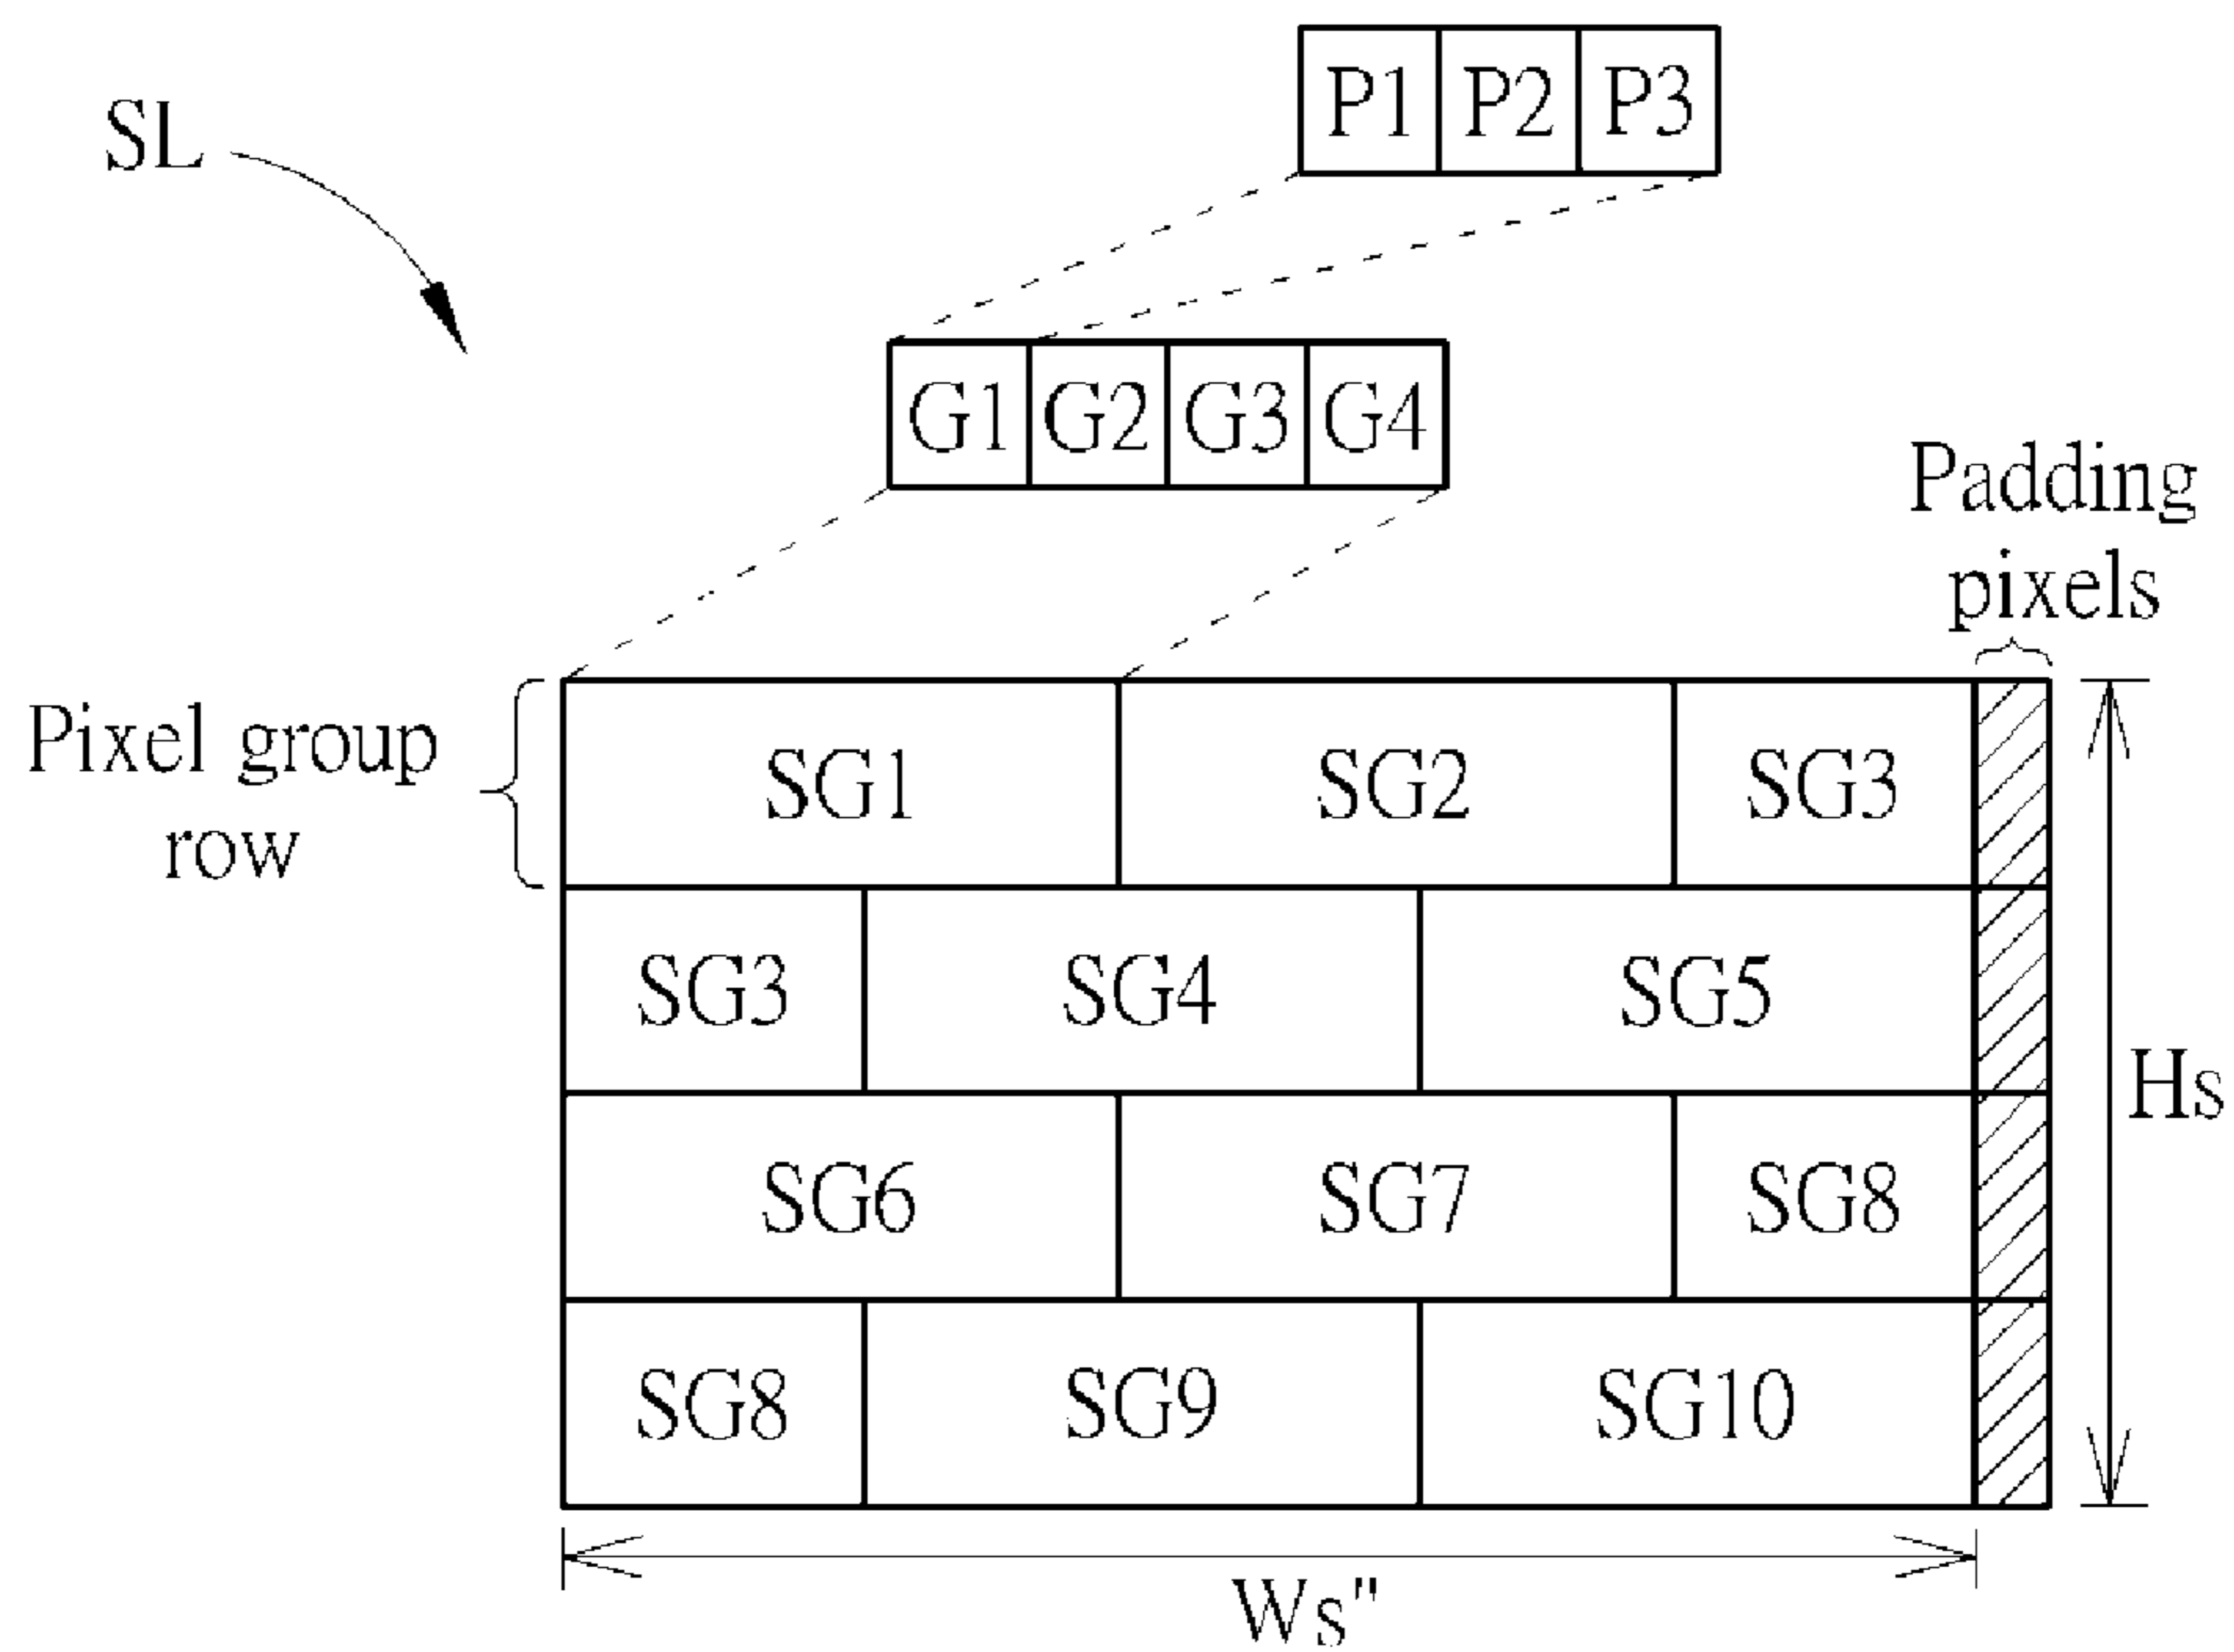 P1 P2 P3
SL
G1 G2 G3 G4
Padding
pixels
Pixel group
row
SG1 SG2 SG3
SG3 SG4 SG5
Hs
SG6 SG7 SG8
SG8 SG9 SG10
Ws"